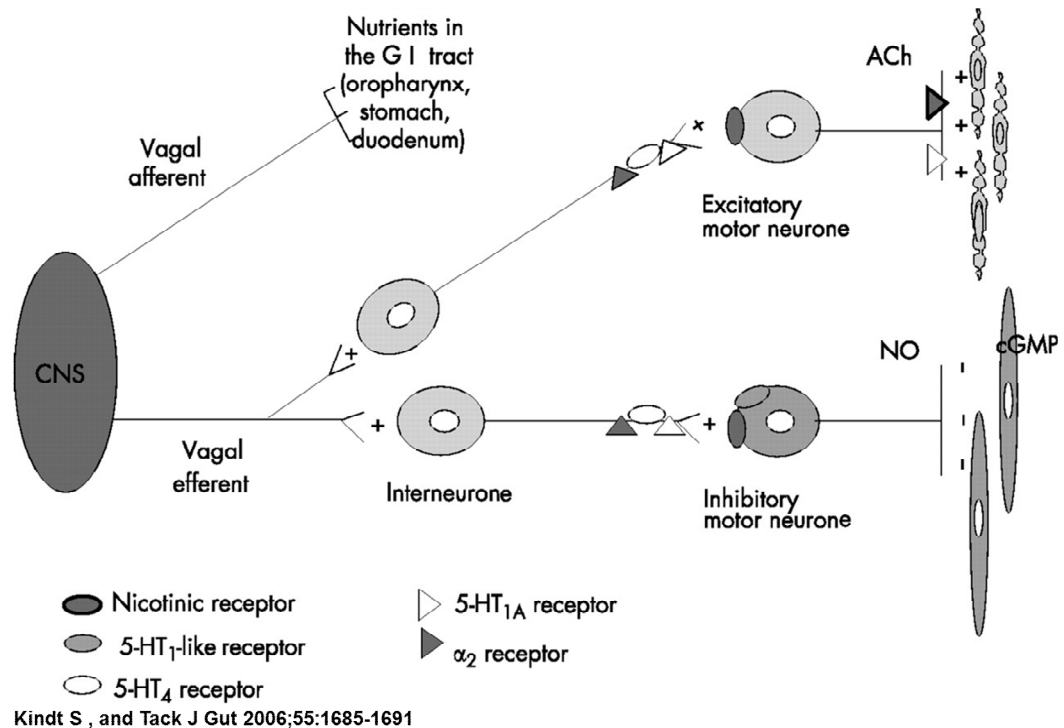 Nutrients in
the G I tract
(oropharynx,
stomach,
duodenum)
Vagal
afferent
ACh
+
+
+
x
Excitatory
motor neurone
CNS
+
NO
cGMP
-
-
-
+
+
Vagal
efferent
Interneurone
Inhibitory
motor neurone
Nicotinic receptor
5-HT1A receptor
5-HT1-like receptor
α2 receptor
5-HT4 receptor
Kindt S , and Tack J Gut 2006;55:1685-1691